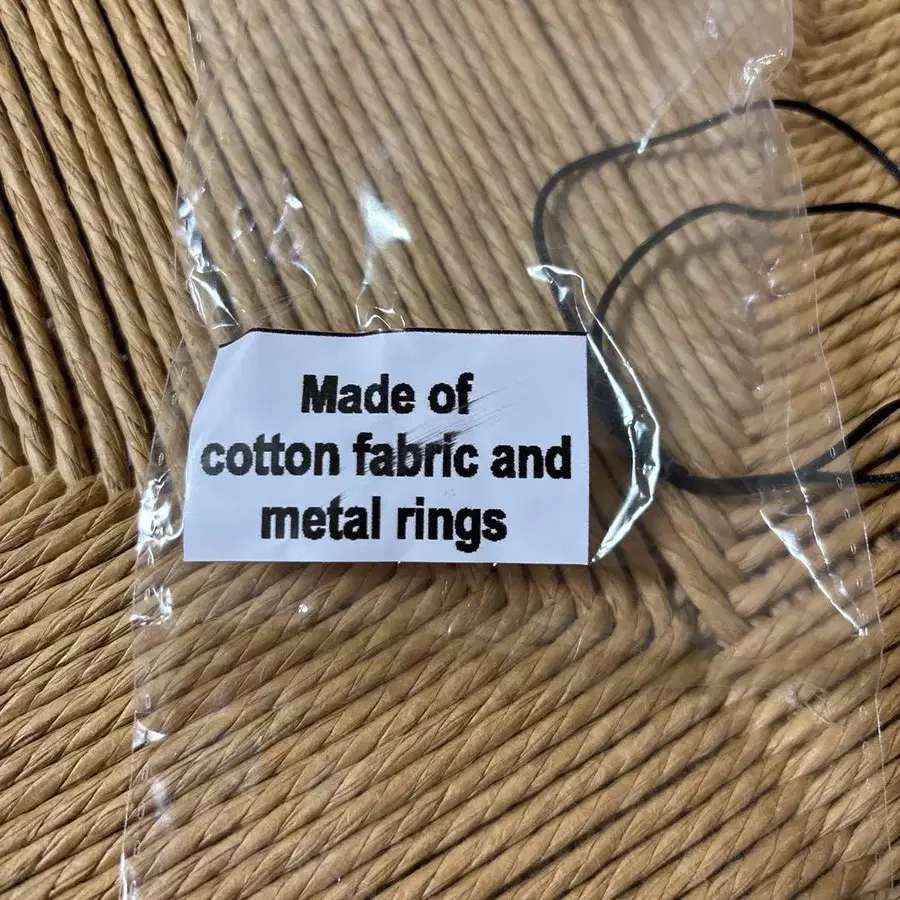 Made of
cotton fabric and
metal rings